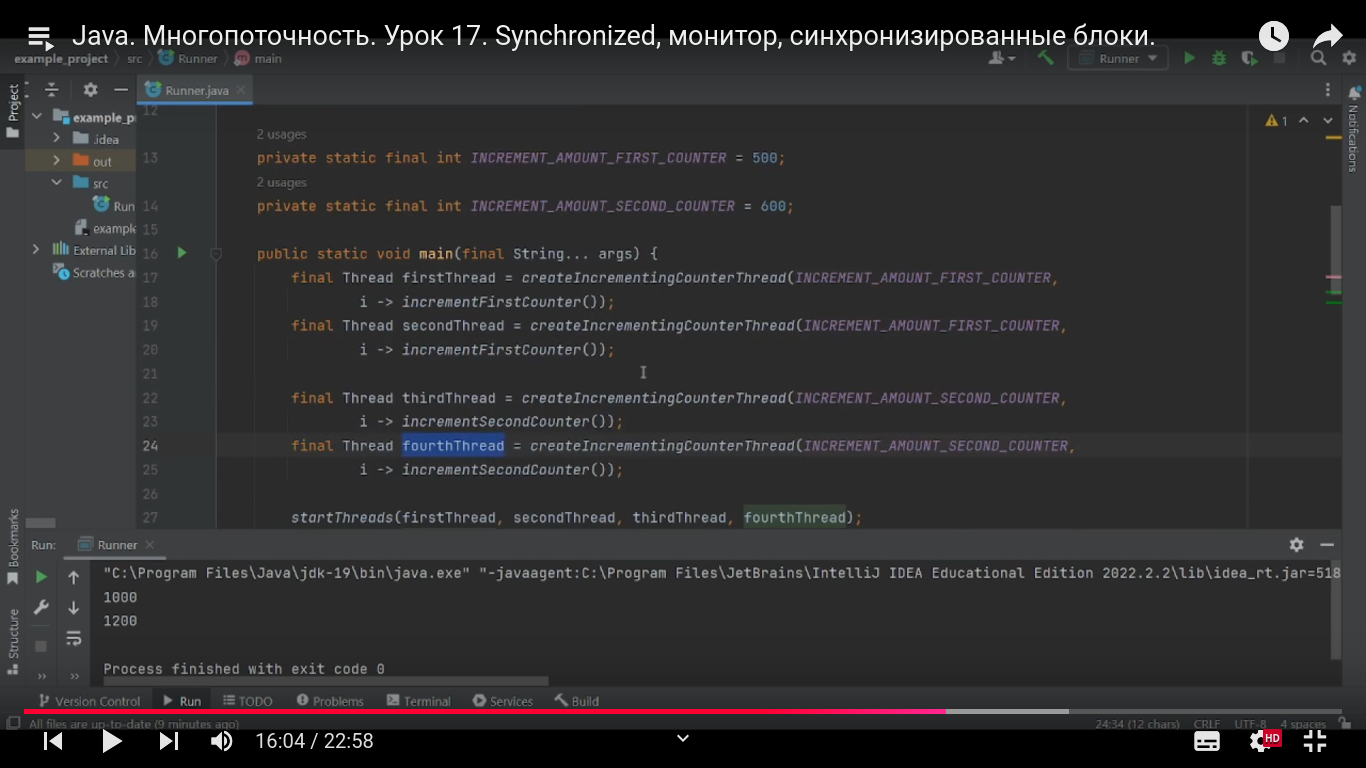 Java. Многопоточность. Урок 17. Synchronized, монитор, синхронизированные блоки.
example_project src Runner main Runner
Project Runner.java
Notifications
example_p
.idea
out
src
Run
example
External Lib
Scratches a
12
2 usages
13 private static final int INCREMENT_AMOUNT_FIRST_COUNTER = 500;
2 usages
14 private static final int INCREMENT_AMOUNT_SECOND_COUNTER = 600;
15
16 public static void main(final String... args) {
17 final Thread firstThread = createIncrementingCounterThread(INCREMENT_AMOUNT_FIRST_COUNTER,
18 i -> incrementFirstCounter());
19 final Thread secondThread = createIncrementingCounterThread(INCREMENT_AMOUNT_FIRST_COUNTER,
20 i -> incrementFirstCounter());
21
22 final Thread thirdThread = createIncrementingCounterThread(INCREMENT_AMOUNT_SECOND_COUNTER,
23 i -> incrementSecondCounter());
24 final Thread fourthThread = createIncrementingCounterThread(INCREMENT_AMOUNT_SECOND_COUNTER,
25 i -> incrementSecondCounter());
26
27 startThreads(firstThread, secondThread, thirdThread, fourthThread);
1
Bookmarks
Structure
Run: Runner
"C:\Program Files\Java\jdk-19\bin\java.exe" "-javaagent:C:\Program Files\JetBrains\IntelliJ IDEA Educational Edition 2022.2.2\lib\idea_rt.jar=518
1000
1200
Process finished with exit code 0
Version Control Run TODO Problems Terminal Services Build
All files are up-to-date (9 minutes ago) 24:34 (12 chars) CRLF UTF-8 4 spaces
16:04 / 22:58 HD